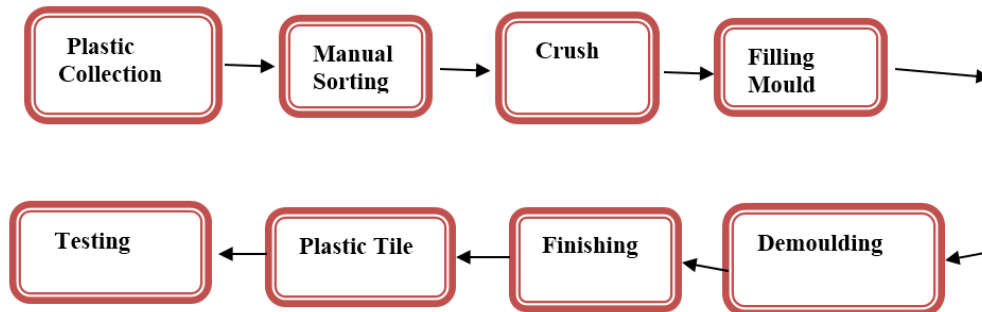 Plastic
Collection
Manual
Sorting
Crush
Filling
Mould
Testing
Plastic Tile
Finishing
Demoulding